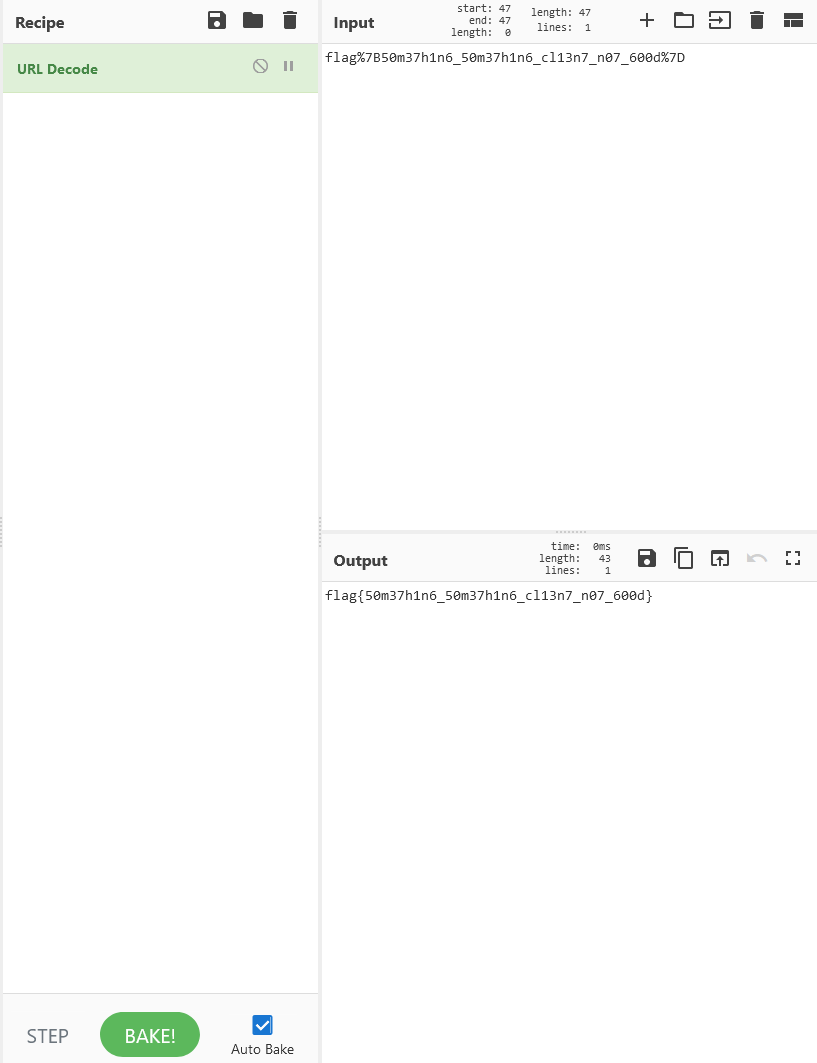 Recipe
URL Decode
STEP
BAKE!
Auto Bake
Input
start: 47
end: 47
length: 0
length: 47
lines: 1
flag%7B50m37h1n6_50m37h1n6_cl13n7_n07_600d%7D
Output
time: 0ms
length: 43
lines: 1
flag{50m37h1n6_50m37h1n6_cl13n7_n07_600d}